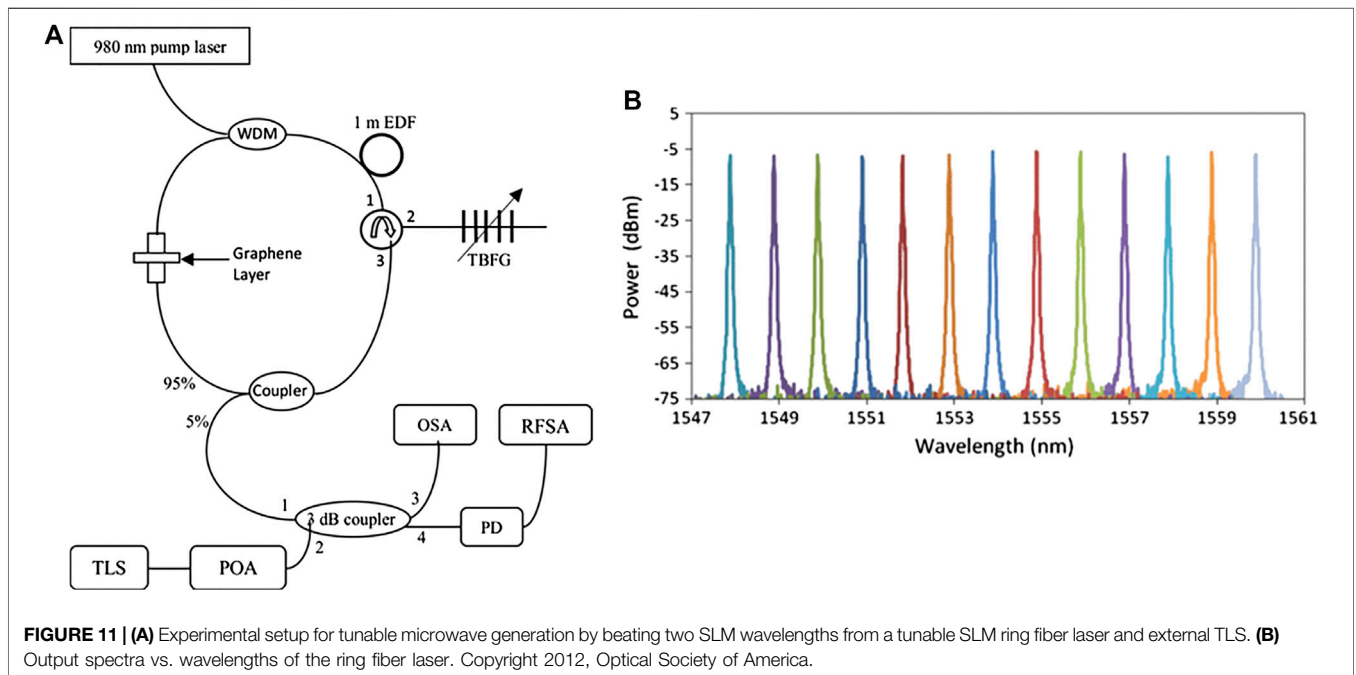 A
980 nm pump laser
WDM
1 m EDF
1
2
3
TBFG
Graphene
Layer
95%
Coupler
5%
OSA
RFSA
1
3 dB coupler
3
2
4
PD
TLS
POA
B
5
-5
-15
-25
-35
-45
-55
-65
-75
Power (dBm)
1547
1549
1551
1553
1555
1557
1559
1561
Wavelength (nm)
FIGURE 11 | (A) Experimental setup for tunable microwave generation by beating two SLM wavelengths from a tunable SLM ring fiber laser and external TLS. (B)
Output spectra vs. wavelengths of the ring fiber laser. Copyright 2012, Optical Society of America.